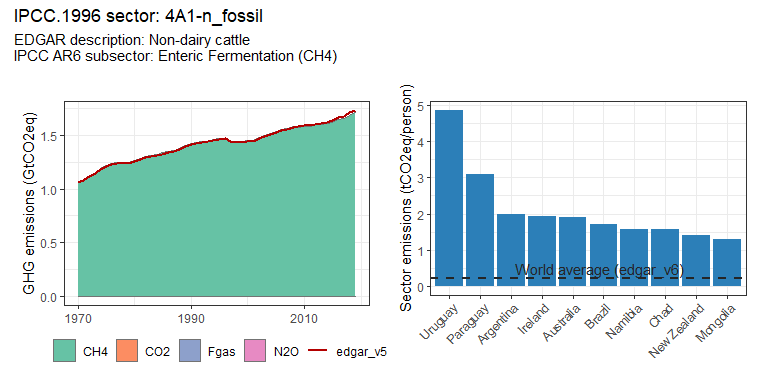 IPCC.1996 sector: 4A1-n_fossil
EDGAR description: Non-dairy cattle
IPCC AR6 subsector: Enteric Fermentation (CH4)
GHG emissions (GtCO2eq)
1.5
1.0
0.5
0.0
1970
1990
2010
CH4
CO2
Fgas
N2O
edgar_v5
Sector emissions (tCO2eq/person)
5
4
3
2
1
0
World average (edgar_v6)
Uruguay
Paraguay
Argentina
Ireland
Australia
Brazil
Namibia
Chad
New Zealand
Mongolia